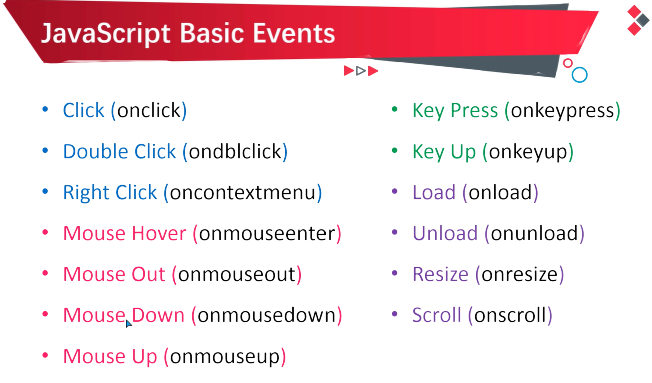 JavaScript Basic Events
• Click (onclick)
• Double Click (ondblclick)
• Right Click (oncontextmenu)
• Mouse Hover (onmouseenter)
• Mouse Out (onmouseout)
• Mouse Down (onmousedown)
• Mouse Up (onmouseup)
• Key Press (onkeypress)
• Key Up (onkeyup)
• Load (onload)
• Unload (onunload)
• Resize (onresize)
• Scroll (onscroll)